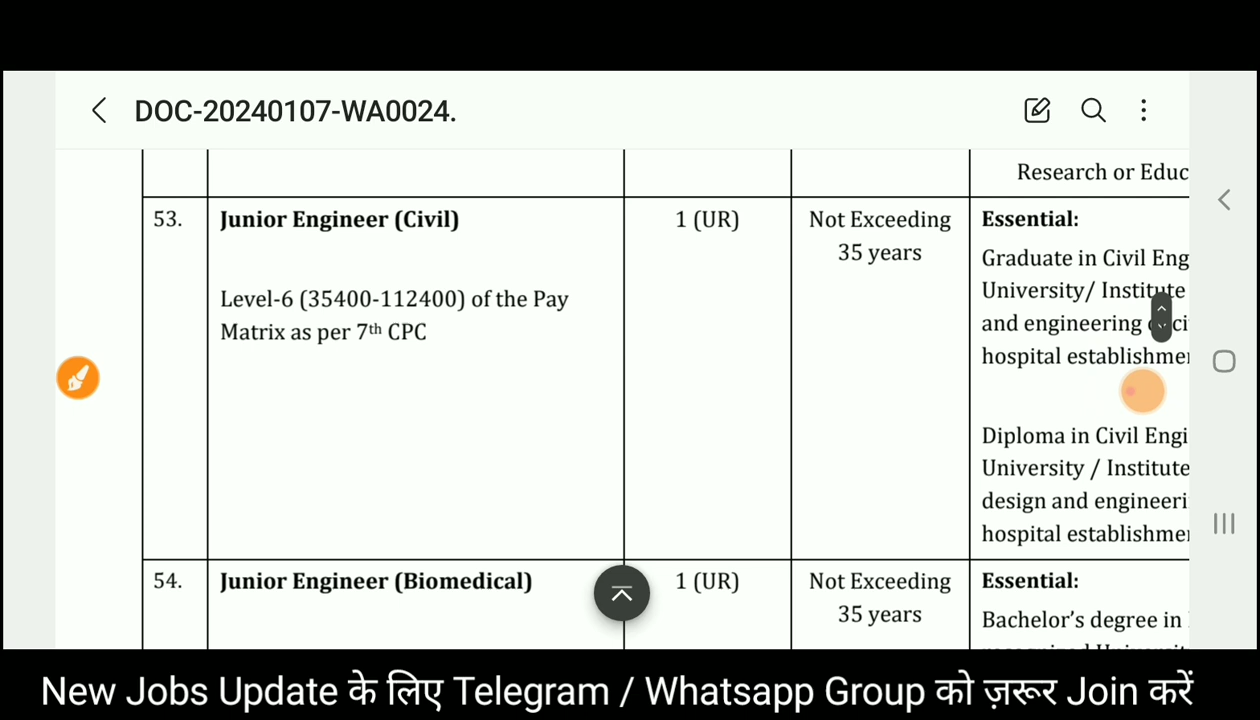 DOC-20240107-WA0024.
Research or Educ
53.
Junior Engineer (Civil)
Level-6 (35400-112400) of the Pay
Matrix as per 7th CPC
1 (UR)
Not Exceeding
35 years
Essential:
Graduate in Civil Eng
University/ Institute
and engineering
hospital establishme
Diploma in Civil Engi
University / Institute
design and engineeri
hospital establishme
54.
Junior Engineer (Biomedical)
1 (UR)
Not Exceeding
35 years
Essential:
Bachelor's degree in
New Jobs Update के लिए Telegram / Whatsapp Group को ज़रूर Join करें